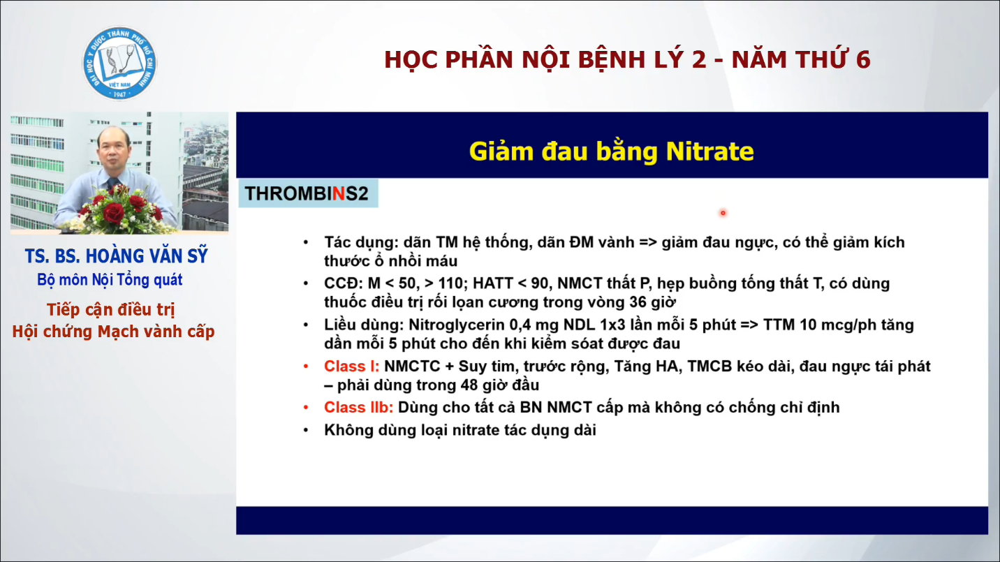 ĐẠI HỌC Y DƯỢC THÀNH PHỐ HỒ CHÍ MINH
VIỆT NAM
1947
HỌC PHẦN NỘI BỆNH LÝ 2 - NĂM THỨ 6
TS. BS. HOÀNG VĂN SỸ
Bộ môn Nội Tổng quát
Tiếp cận điều trị
Hội chứng Mạch vành cấp
Giảm đau bằng Nitrate
THROMBINS2
• Tác dụng: dãn TM hệ thống, dãn ĐM vành => giảm đau ngực, có thể giảm kích
thước ổ nhồi máu
• CCĐ: M < 50, > 110; HATT < 90, NMCT thất P, hẹp buồng tống thất T, có dùng
thuốc điều trị rối lọan cương trong vòng 36 giờ
• Liều dùng: Nitroglycerin 0,4 mg NDL 1x3 lần mỗi 5 phút => TTM 10 mcg/ph tăng
dần mỗi 5 phút cho đến khi kiểm sóat được đau
• Class I: NMCTC + Suy tim, trước rộng, Tăng HA, TMCB kéo dài, đau ngực tái phát
– phải dùng trong 48 giờ đầu
• Class IIb: Dùng cho tất cả BN NMCT cấp mà không có chống chỉ định
• Không dùng loại nitrate tác dụng dài